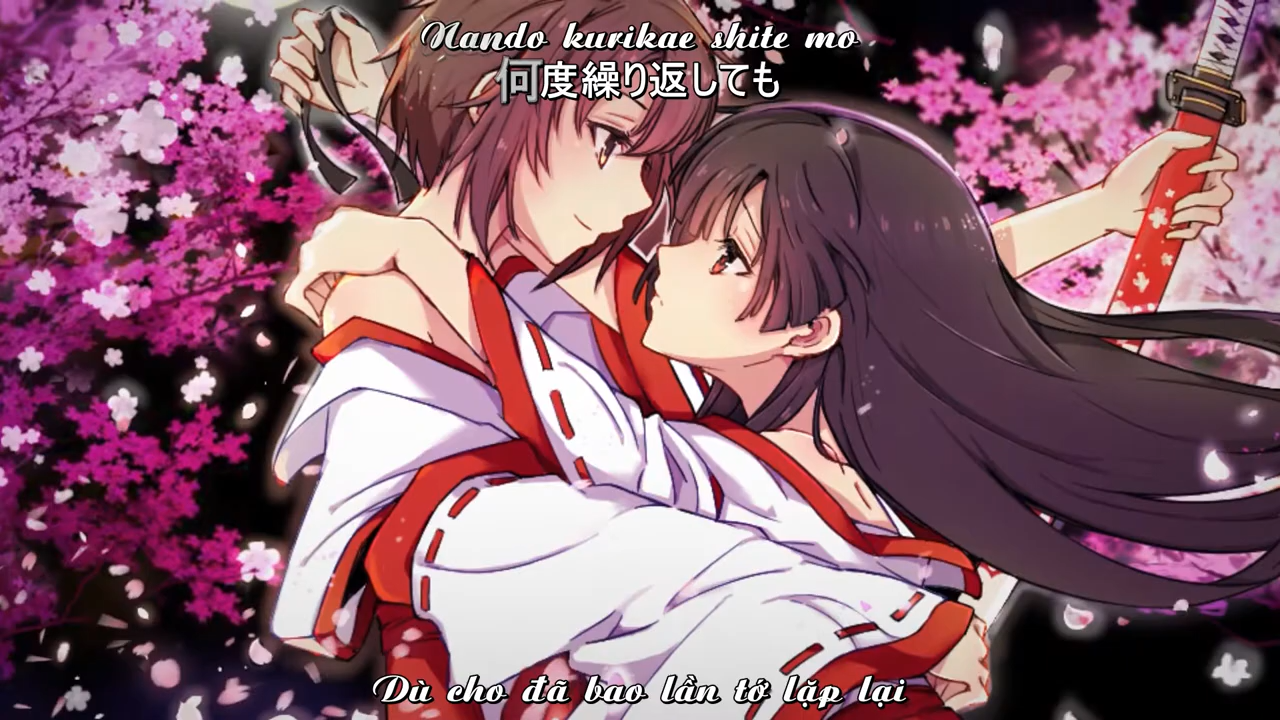 Nando kurikae shite mo
何度繰り返しても
Dù cho đã bao lần tớ lặp lại